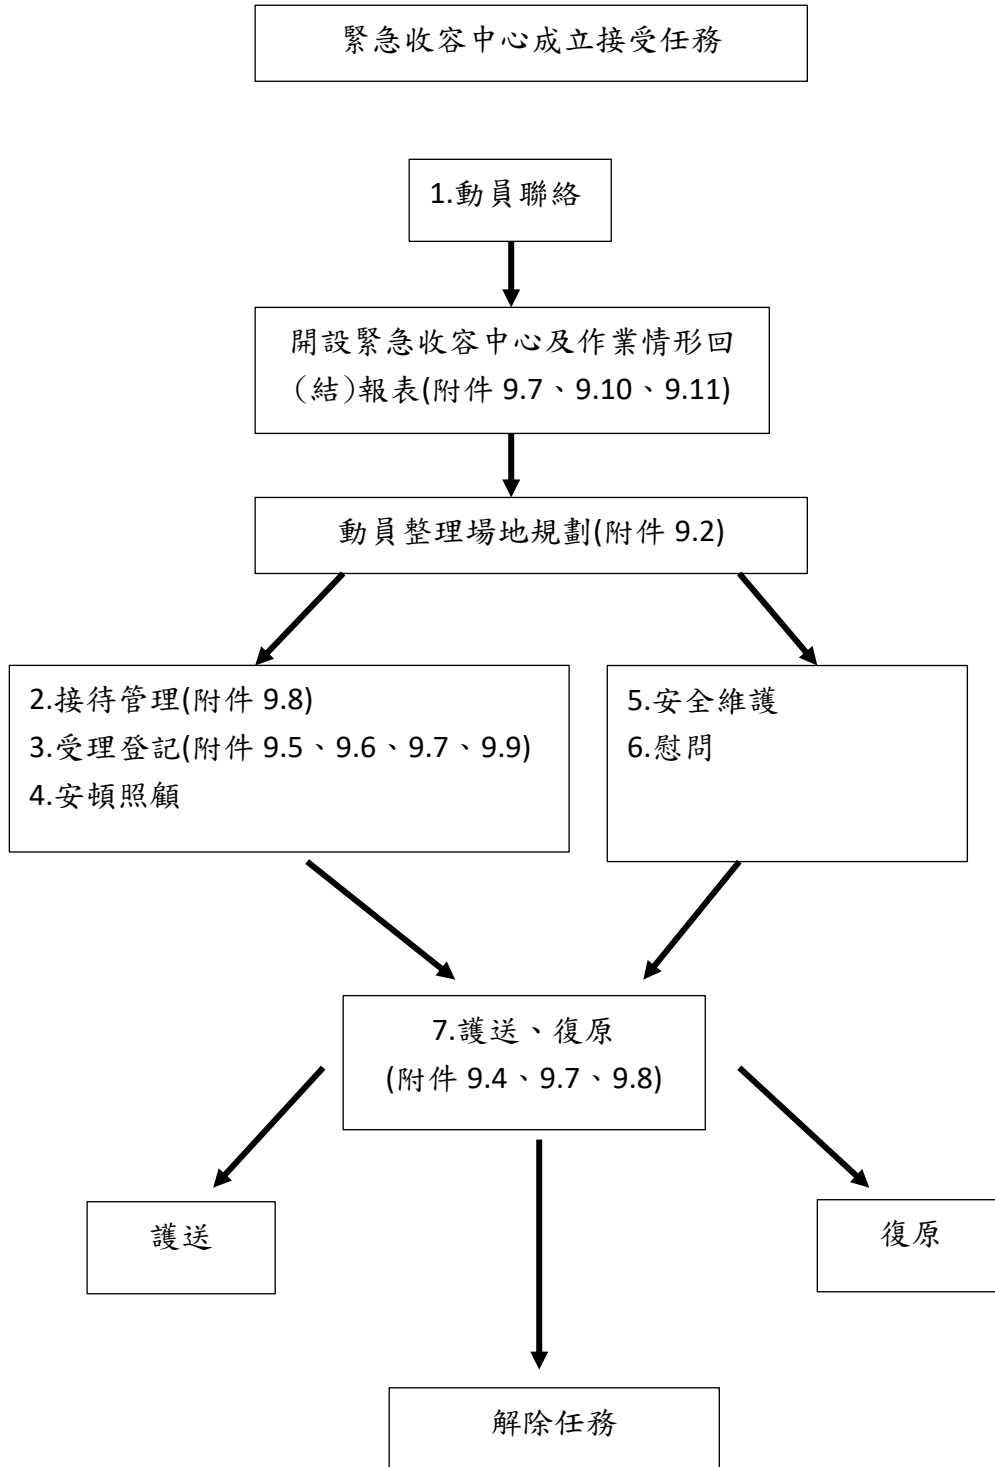 緊急收容中心成立接受任務
1.動員聯絡
開設緊急收容中心及作業情形回
(結)報表(附件 9.7、9.10、9.11)
動員整理場地規劃(附件 9.2)
2.接待管理(附件 9.8)
3.受理登記(附件 9.5、9.6、9.7、9.9)
4.安頓照顧
5.安全維護
6.慰問
7.護送、復原
(附件 9.4、9.7、9.8)
護送
復原
解除任務